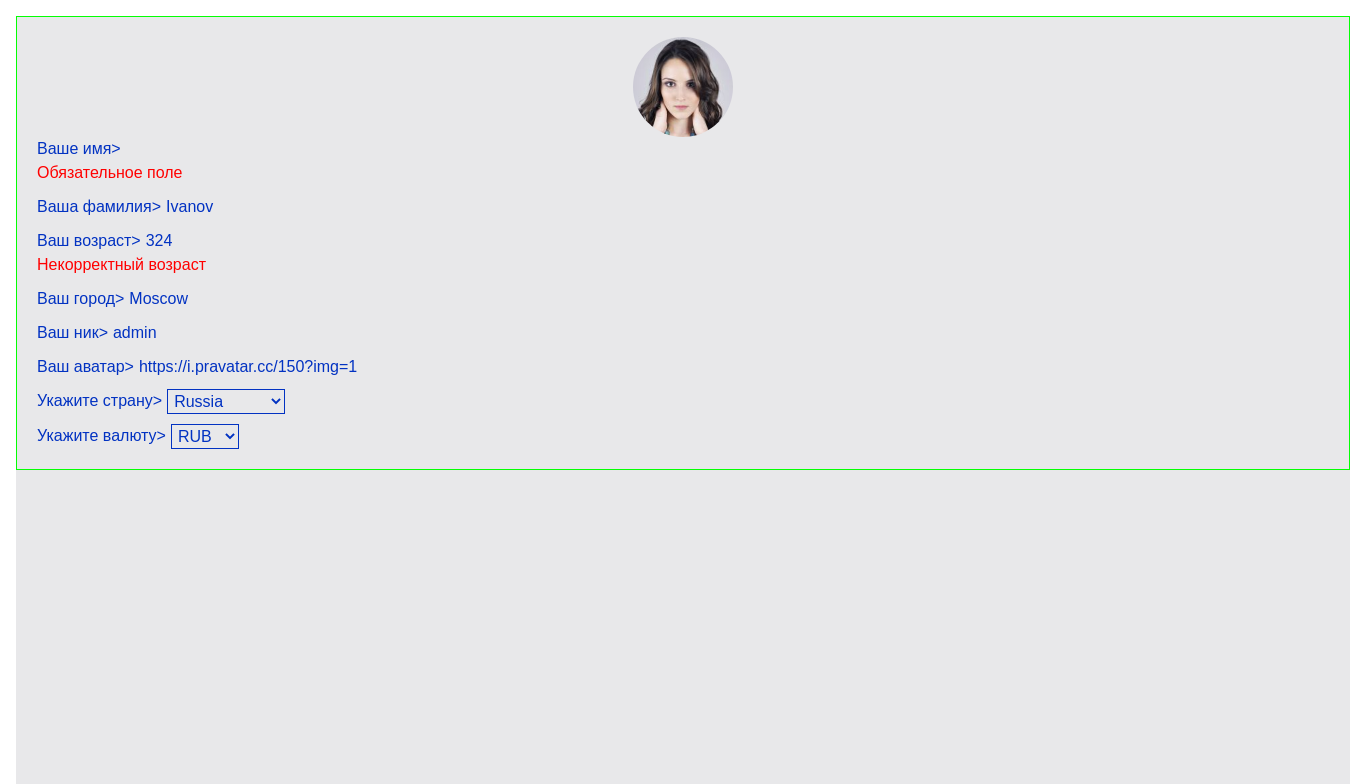 Ваше имя>
Обязательное поле
Ваша фамилия> Ivanov
Ваш возраст> 324
Некорректный возраст
Ваш город> Moscow
Ваш ник> admin
Ваш аватар> https://i.pravatar.cc/150?img=1
Укажите страну> Russia
Укажите валюту> RUB